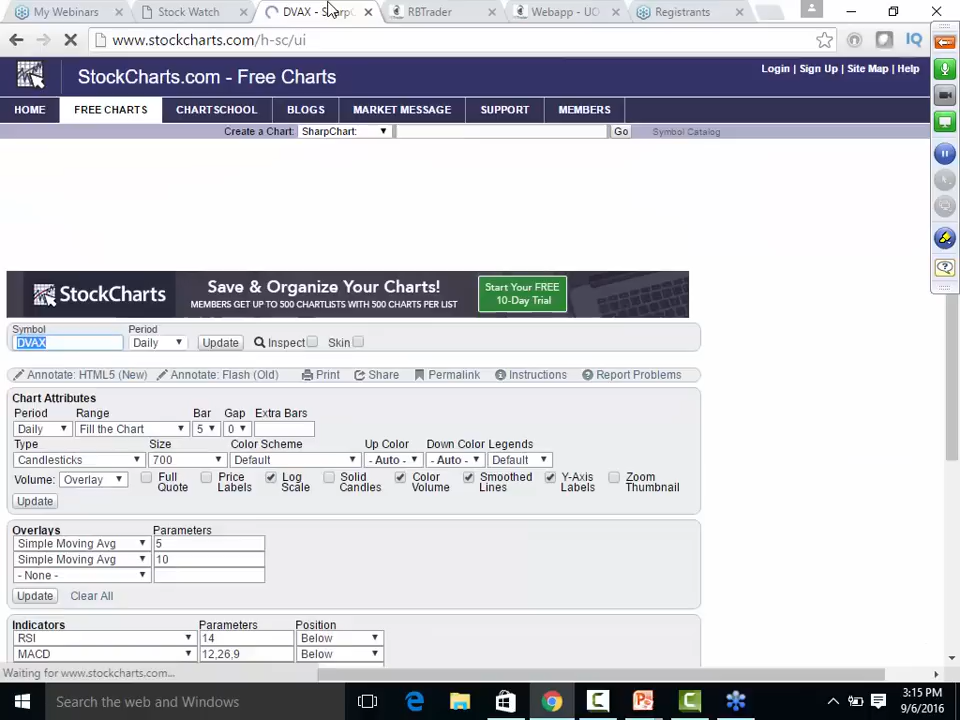 My Webinars
Stock Watch
DVAX - Sharp
RBTrader
Webapp - UO
Registrants
www.stockcharts.com/h-sc/ui
IQ
StockCharts.com - Free Charts
Login | Sign Up | Site Map | Help
HOME FREE CHARTS CHARTSCHOOL BLOGS MARKET MESSAGE SUPPORT MEMBERS
Create a Chart: SharpChart: Go Symbol Catalog
StockCharts
Save & Organize Your Charts!
MEMBERS GET UP TO 500 CHARTLISTS WITH 500 CHARTS PER LIST
Start Your FREE
10-Day Trial
Symbol Period
DVAX Daily Update Inspect Skin
Annotate: HTML5 (New) Annotate: Flash (Old) Print Share Permalink Instructions Report Problems
Chart Attributes
Period Range Bar Gap Extra Bars
Daily Fill the Chart 5 0
Type Size Color Scheme Up Color Down Color Legends
Candlesticks 700 Default - Auto - - Auto - Default
Volume: Overlay Full Quote Price Labels Log Scale Solid Candles Color Volume Smoothed Lines Y-Axis Labels Zoom Thumbnail
Update
Overlays Parameters
Simple Moving Avg 5
Simple Moving Avg 10
- None -
Update Clear All
Indicators Parameters Position
RSI 14 Below
MACD 12,26,9 Below
Waiting for www.stockcharts.com...
Search the web and Windows
3:15 PM
9/6/2016